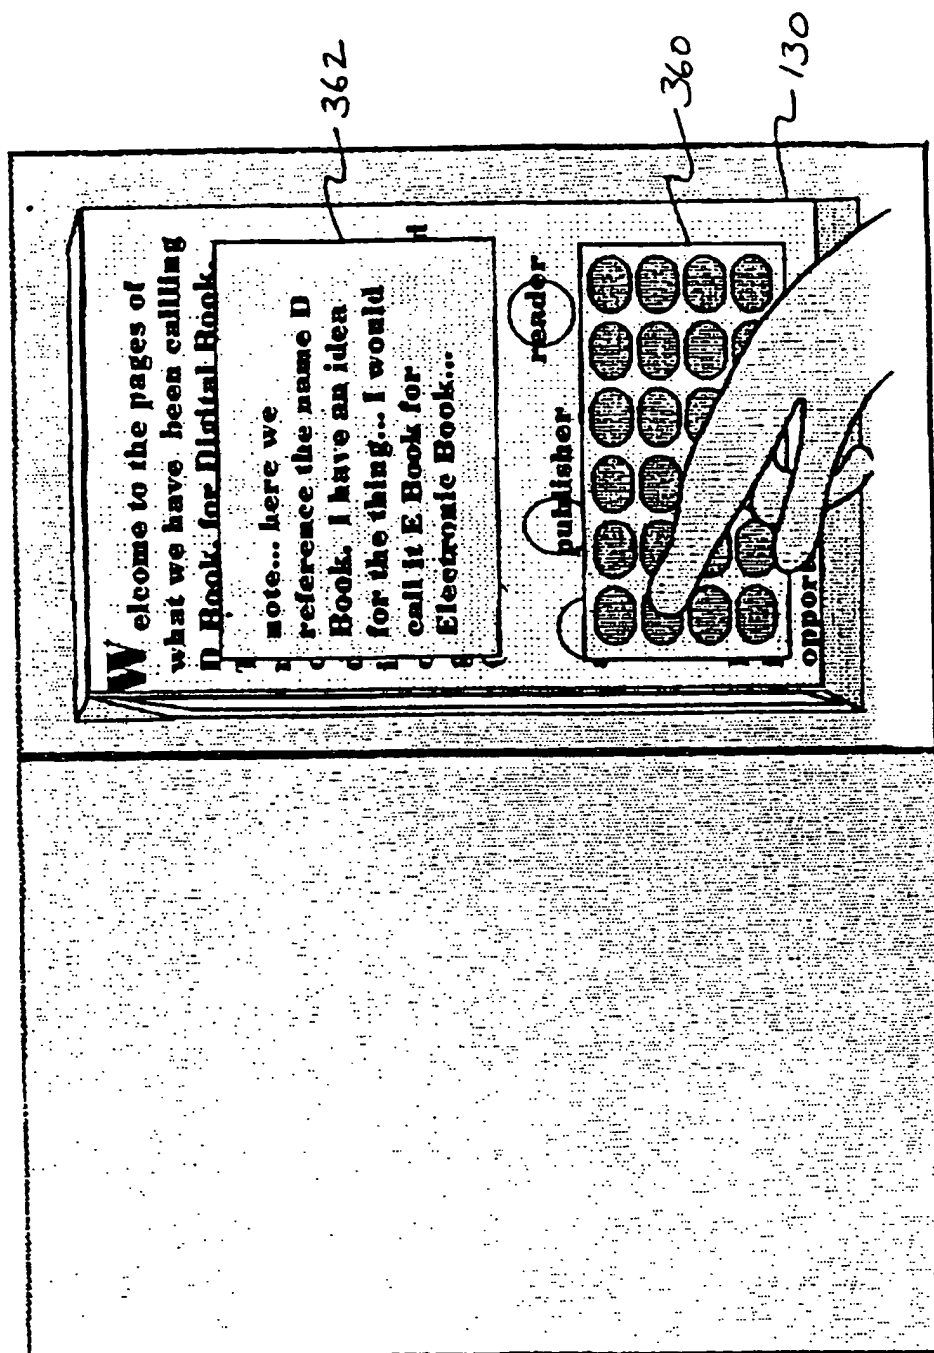 Welcome to the pages of
what we have been callling
D Book for Digital Book.
note... here we
reference the name D
Book. I have an idea
for the thing... I would
call it E Book for
Electronic Book...
publisher
reader
362
360
130